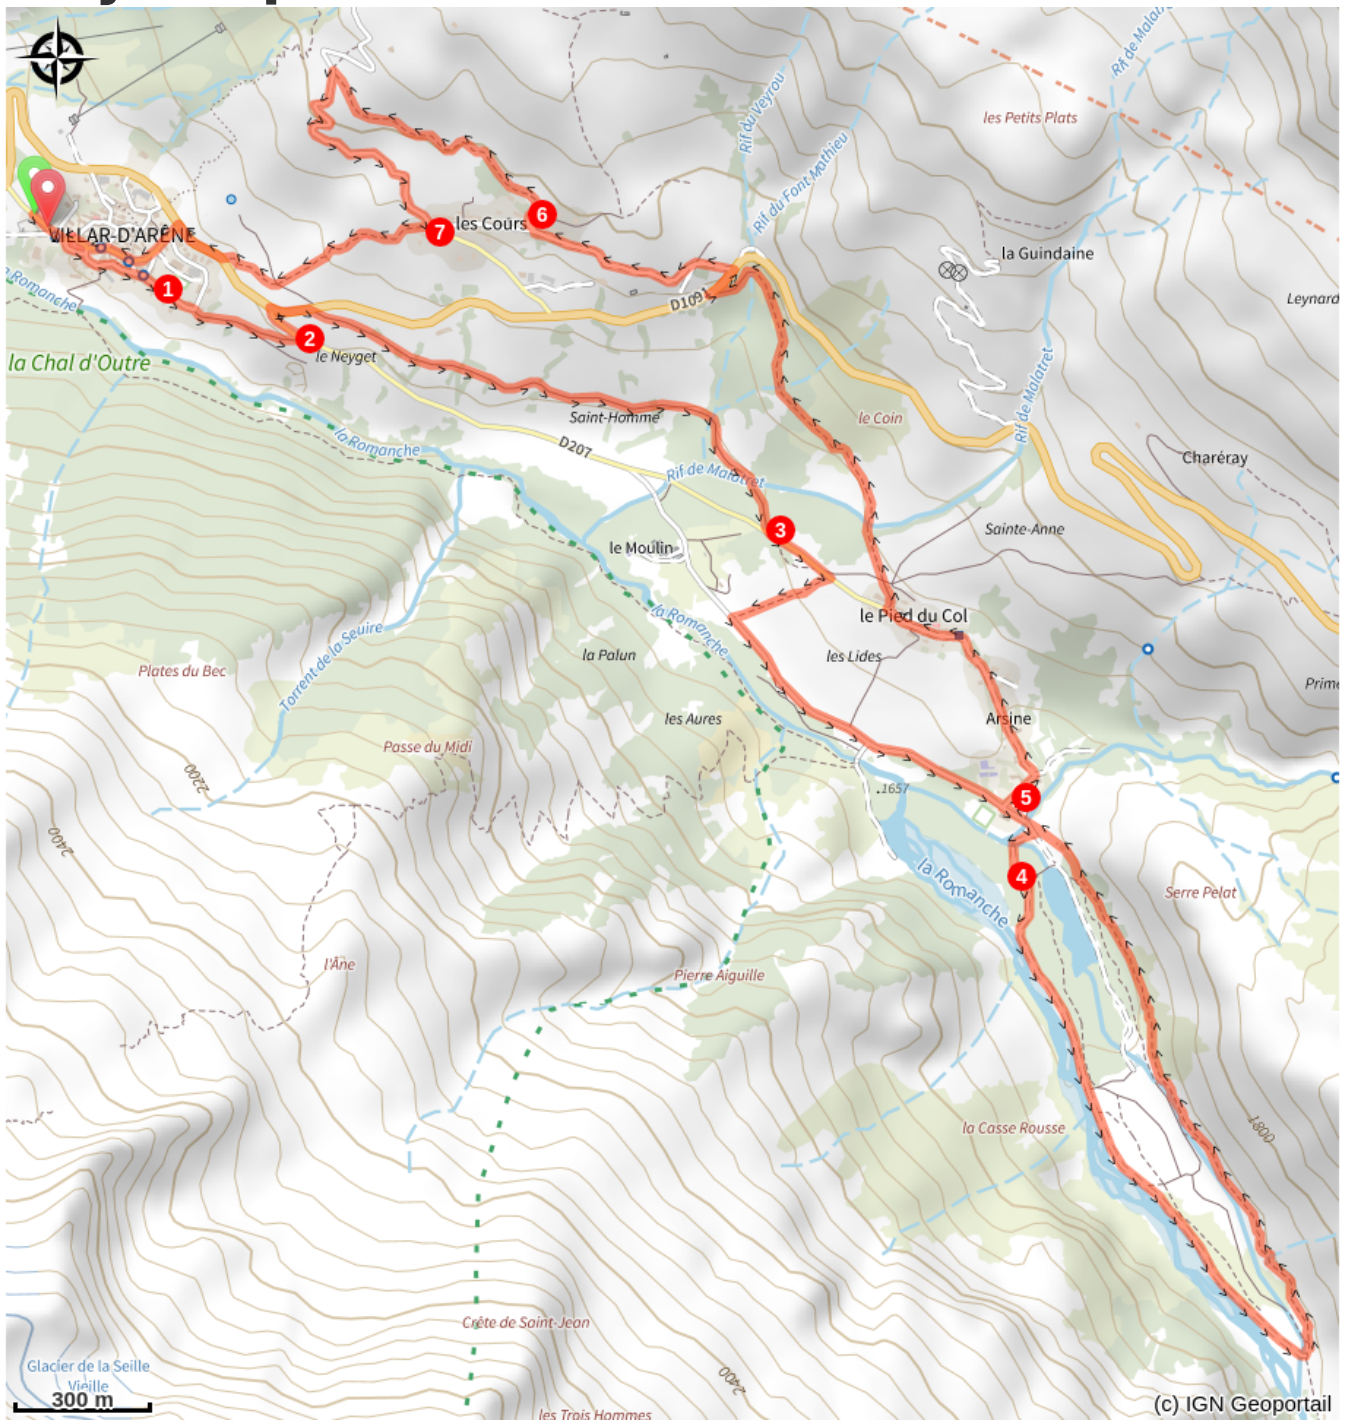 Rif de Malatret
les Petits Plats
Rif du Veyrou
Rif du Font Mathieu
VILLAR-D'ARÊNE
les Cours
6
7
la Guindaine
Leynard
1
la Romanche
D1091
2
le Neyget
la Chal d'Outre
Rif de Malatret
Saint-Homme
le Coin
la Romanche
D207
Charéray
Rif de Malatret
3
Sainte-Anne
le Moulin
la Romanche
le Pied du Col
Torrent de la Seuire
la Palun
les Lides
Plates du Bec
Prime
les Aures
Arsine
Passe du Midi
2200
.1657
5
2400
4
la Romanche
Serre Pelat
l'Âne
Pierre Aiguille
la Casse Rousse
1800
Crête de Saint-Jean
Glacier de la Seille
Vieille
2400
300 m
les Trois Hommes
(c) IGN Geoportail